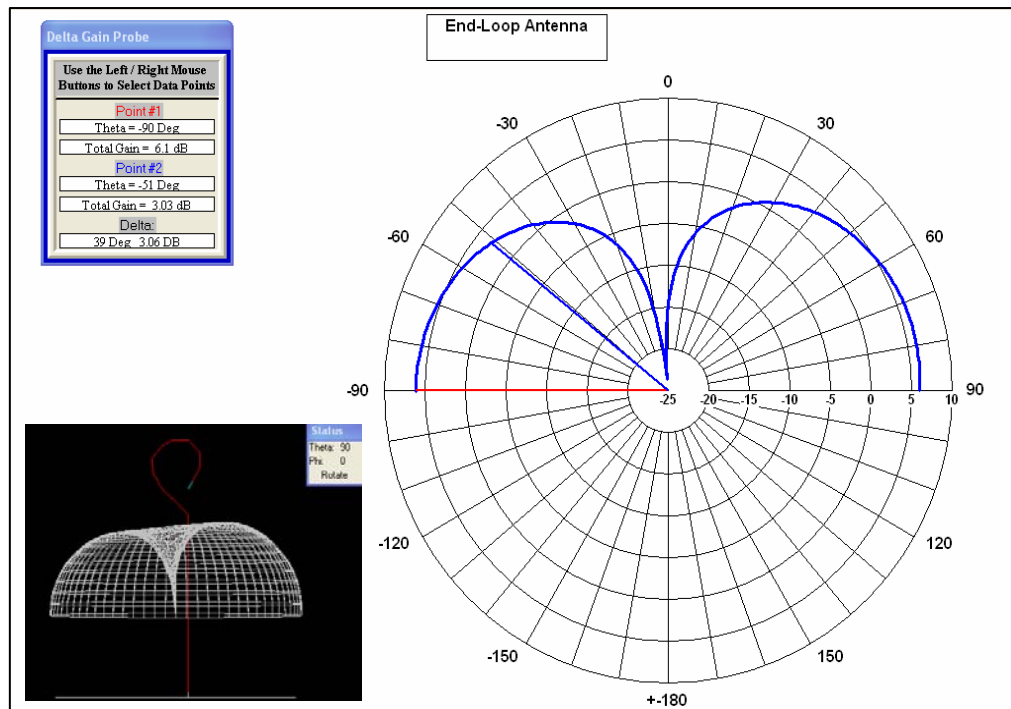 Delta Gain Probe
Use the Left / Right Mouse
Buttons to Select Data Points
Point #1
Theta = -90 Deg
Total Gain = 6.1 dB
Point #2
Theta = -51 Deg
Total Gain = 3.03 dB
Delta:
39 Deg 3.06 DB
End-Loop Antenna
0
-30
30
-60
60
-90
90
-25
-20
-15
-10
-5
0
5
10
-120
120
-150
150
+-180
Status
Theta: 90
Phi: 0
Rotate